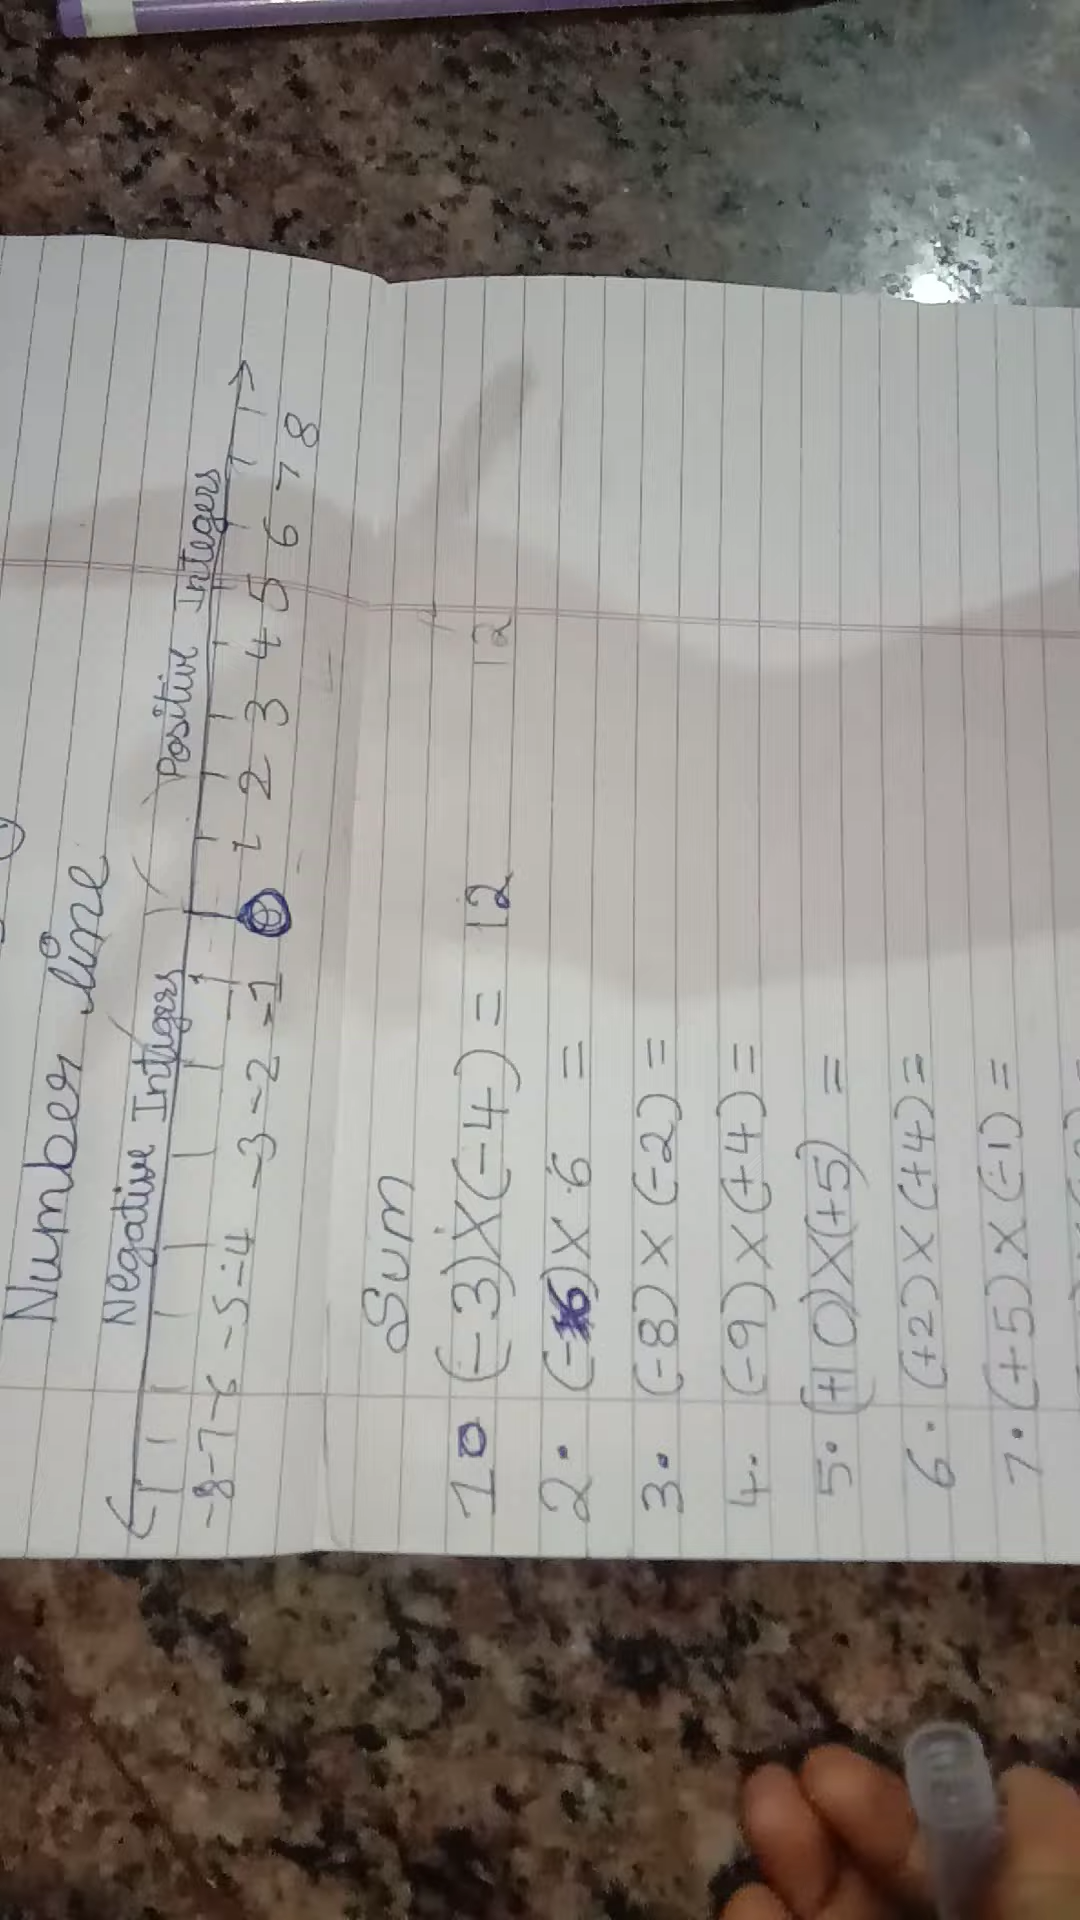 Number line
Negative Intigers Positive Integers
-8 -7 -6 -5 -4 -3 -2 -1 0 1 2 3 4 5 6 7 8
Sum
1. (-3)×(-4) = 12 12
2. (-6)× 6 =
3. (-8)×(-2) =
4. (-9)×(+4) =
5. (+10)×(+5) =
6. (+2)×(+4) =
7. (+5)×(-1) =